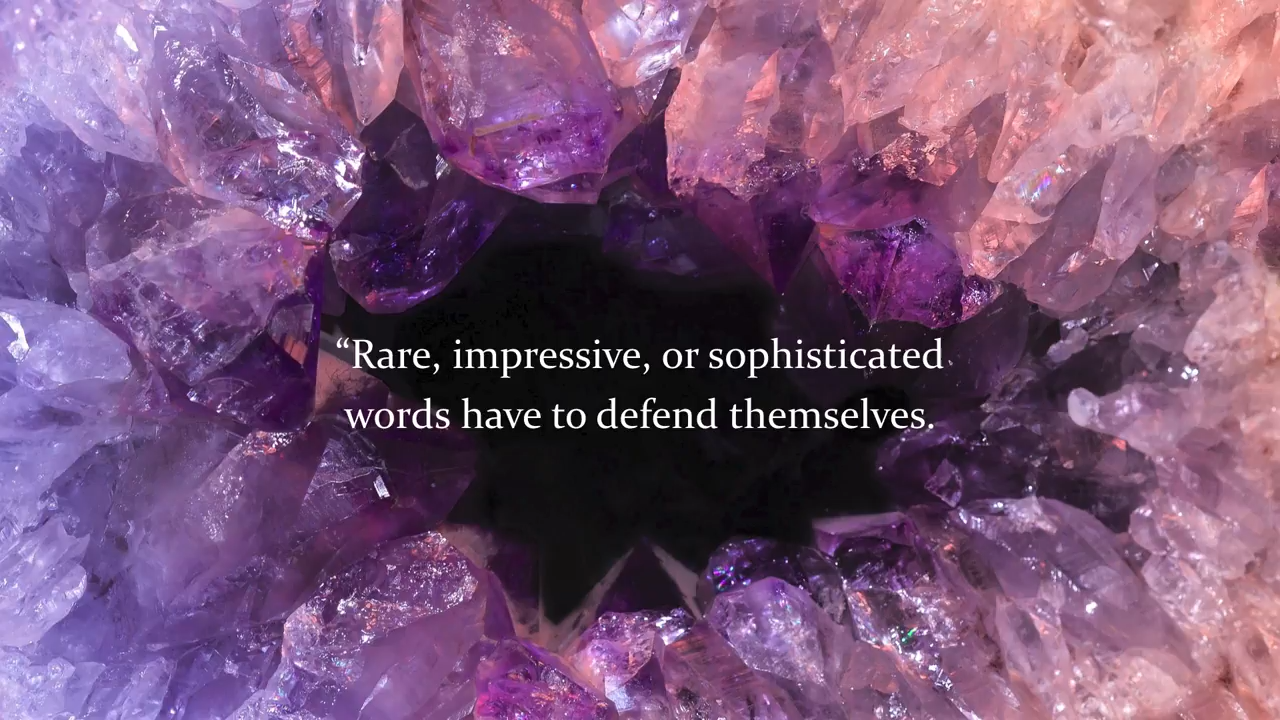 “Rare, impressive, or sophisticated
words have to defend themselves.